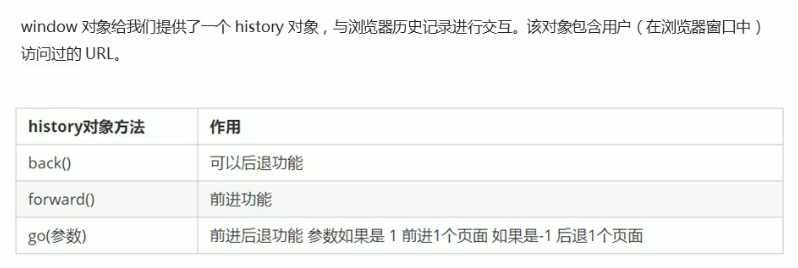 window 对象给我们提供了一个 history 对象，与浏览器历史记录进行交互。该对象包含用户（在浏览器窗口中）
访问过的 URL。
history对象方法 作用
back() 可以后退功能
forward() 前进功能
go(参数) 前进后退功能 参数如果是 1 前进1个页面 如果是-1 后退1个页面